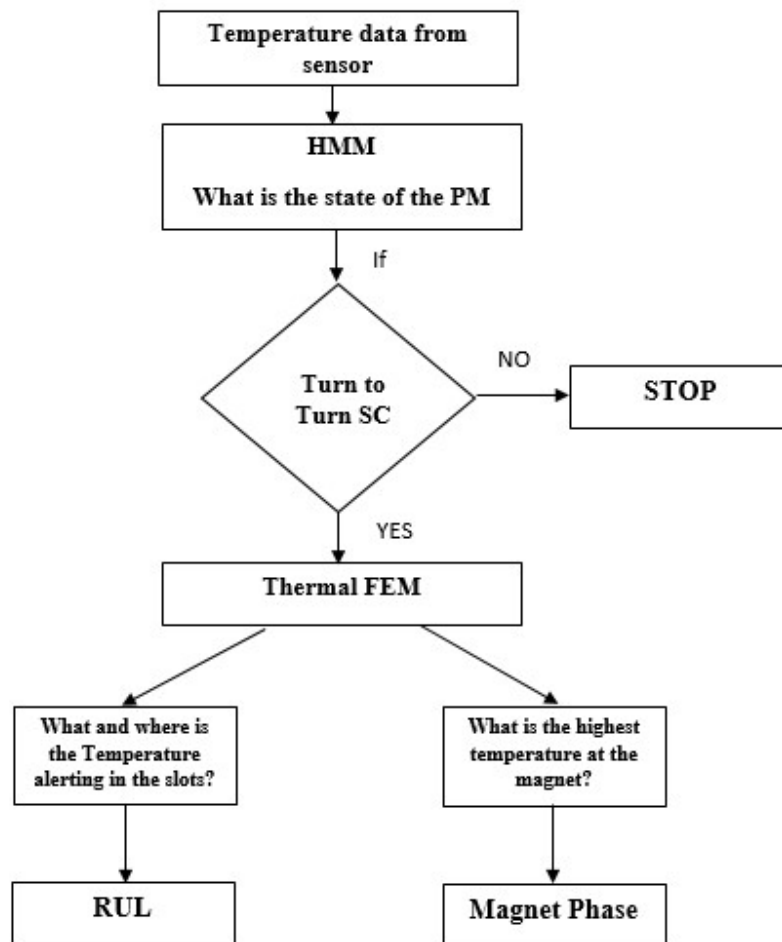 Temperature data from
sensor
HMM
What is the state of the PM
If
Turn to
Turn SC
NO
STOP
YES
Thermal FEM
What and where is
the Temperature
alerting in the slots?
What is the highest
temperature at the
magnet?
RUL
Magnet Phase